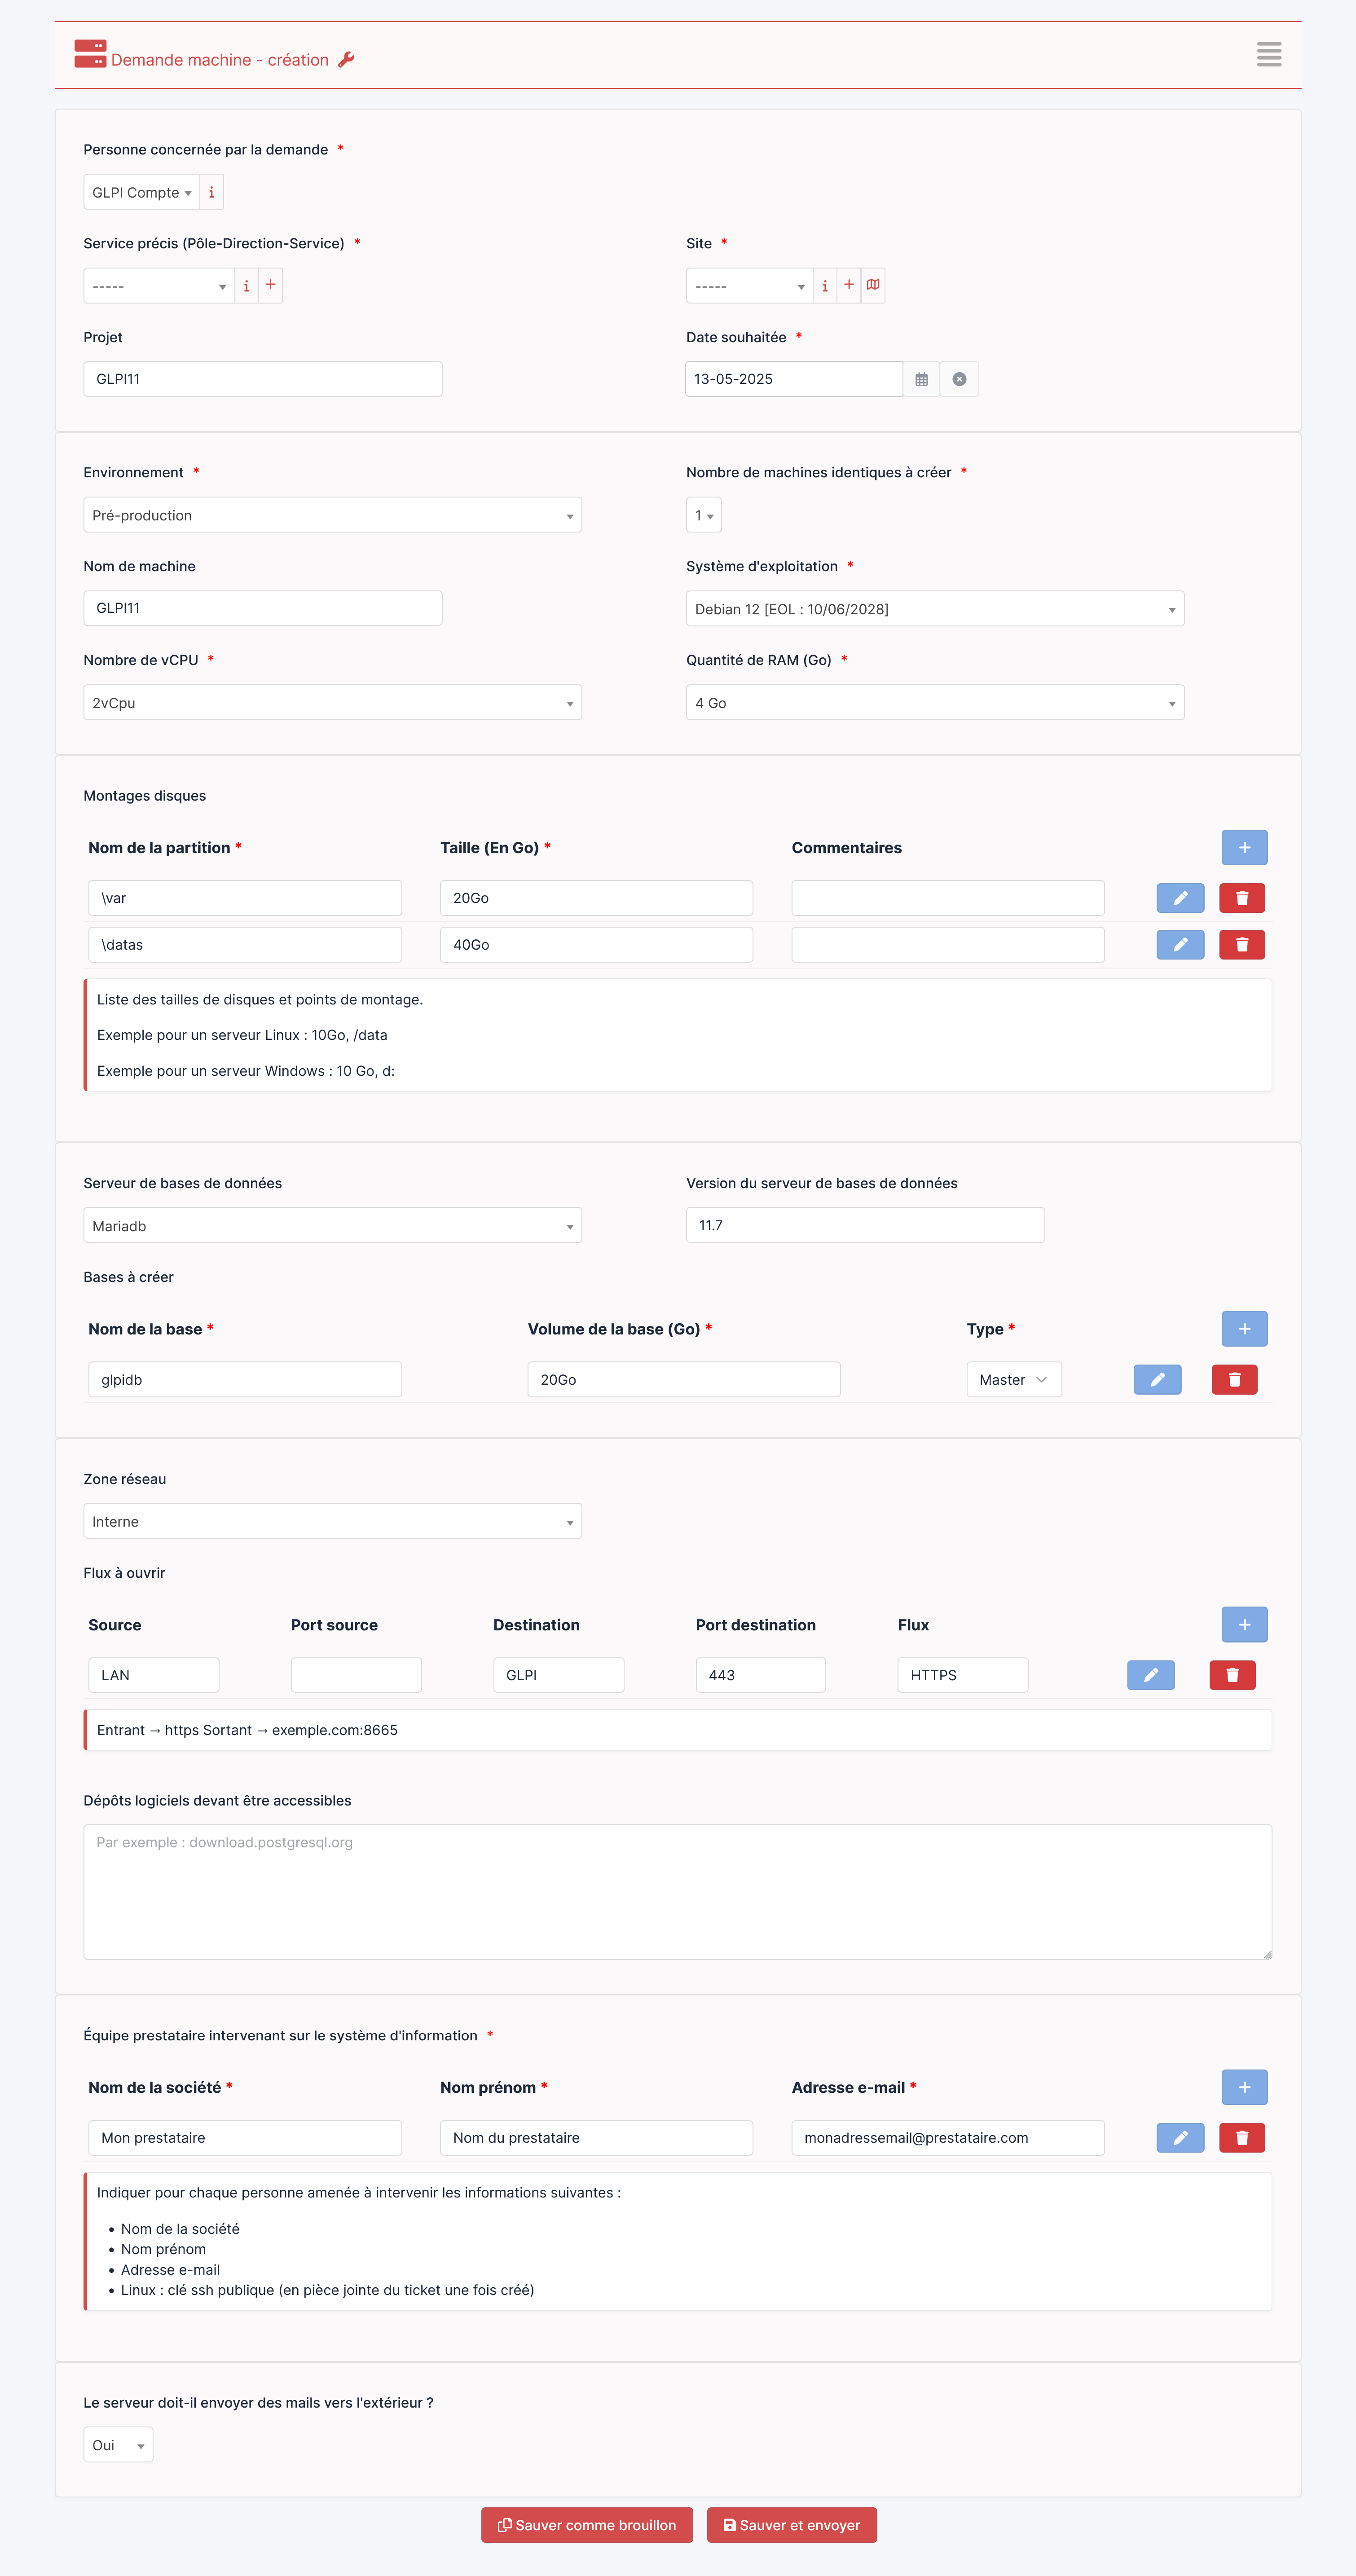 Demande machine - création
Personne concernée par la demande *
GLPI Compte
Service précis (Pôle-Direction-Service) *
Site *
-----
-----
Projet
Date souhaitée *
GLPI11
13-05-2025
Environnement *
Nombre de machines identiques à créer *
Pré-production
1
Nom de machine
Système d'exploitation *
GLPI11
Debian 12 [EOL : 10/06/2028]
Nombre de vCPU *
Quantité de RAM (Go) *
2vCpu
4 Go
Montages disques
Nom de la partition * Taille (En Go) * Commentaires
\var 20Go
\datas 40Go
Liste des tailles de disques et points de montage.
Exemple pour un serveur Linux : 10Go, /data
Exemple pour un serveur Windows : 10 Go, d:
Serveur de bases de données
Version du serveur de bases de données
Mariadb
11.7
Bases à créer
Nom de la base * Volume de la base (Go) * Type *
glpidb 20Go Master
Zone réseau
Interne
Flux à ouvrir
Source Port source Destination Port destination Flux
LAN GLPI 443 HTTPS
Entrant → https Sortant → exemple.com:8665
Dépôts logiciels devant être accessibles
Par exemple : download.postgresql.org
Équipe prestataire intervenant sur le système d'information *
Nom de la société * Nom prénom * Adresse e-mail *
Mon prestataire Nom du prestataire monadressemail@prestataire.com
Indiquer pour chaque personne amenée à intervenir les informations suivantes :
• Nom de la société
• Nom prénom
• Adresse e-mail
• Linux : clé ssh publique (en pièce jointe du ticket une fois créé)
Le serveur doit-il envoyer des mails vers l'extérieur ?
Oui
Sauver comme brouillon Sauver et envoyer